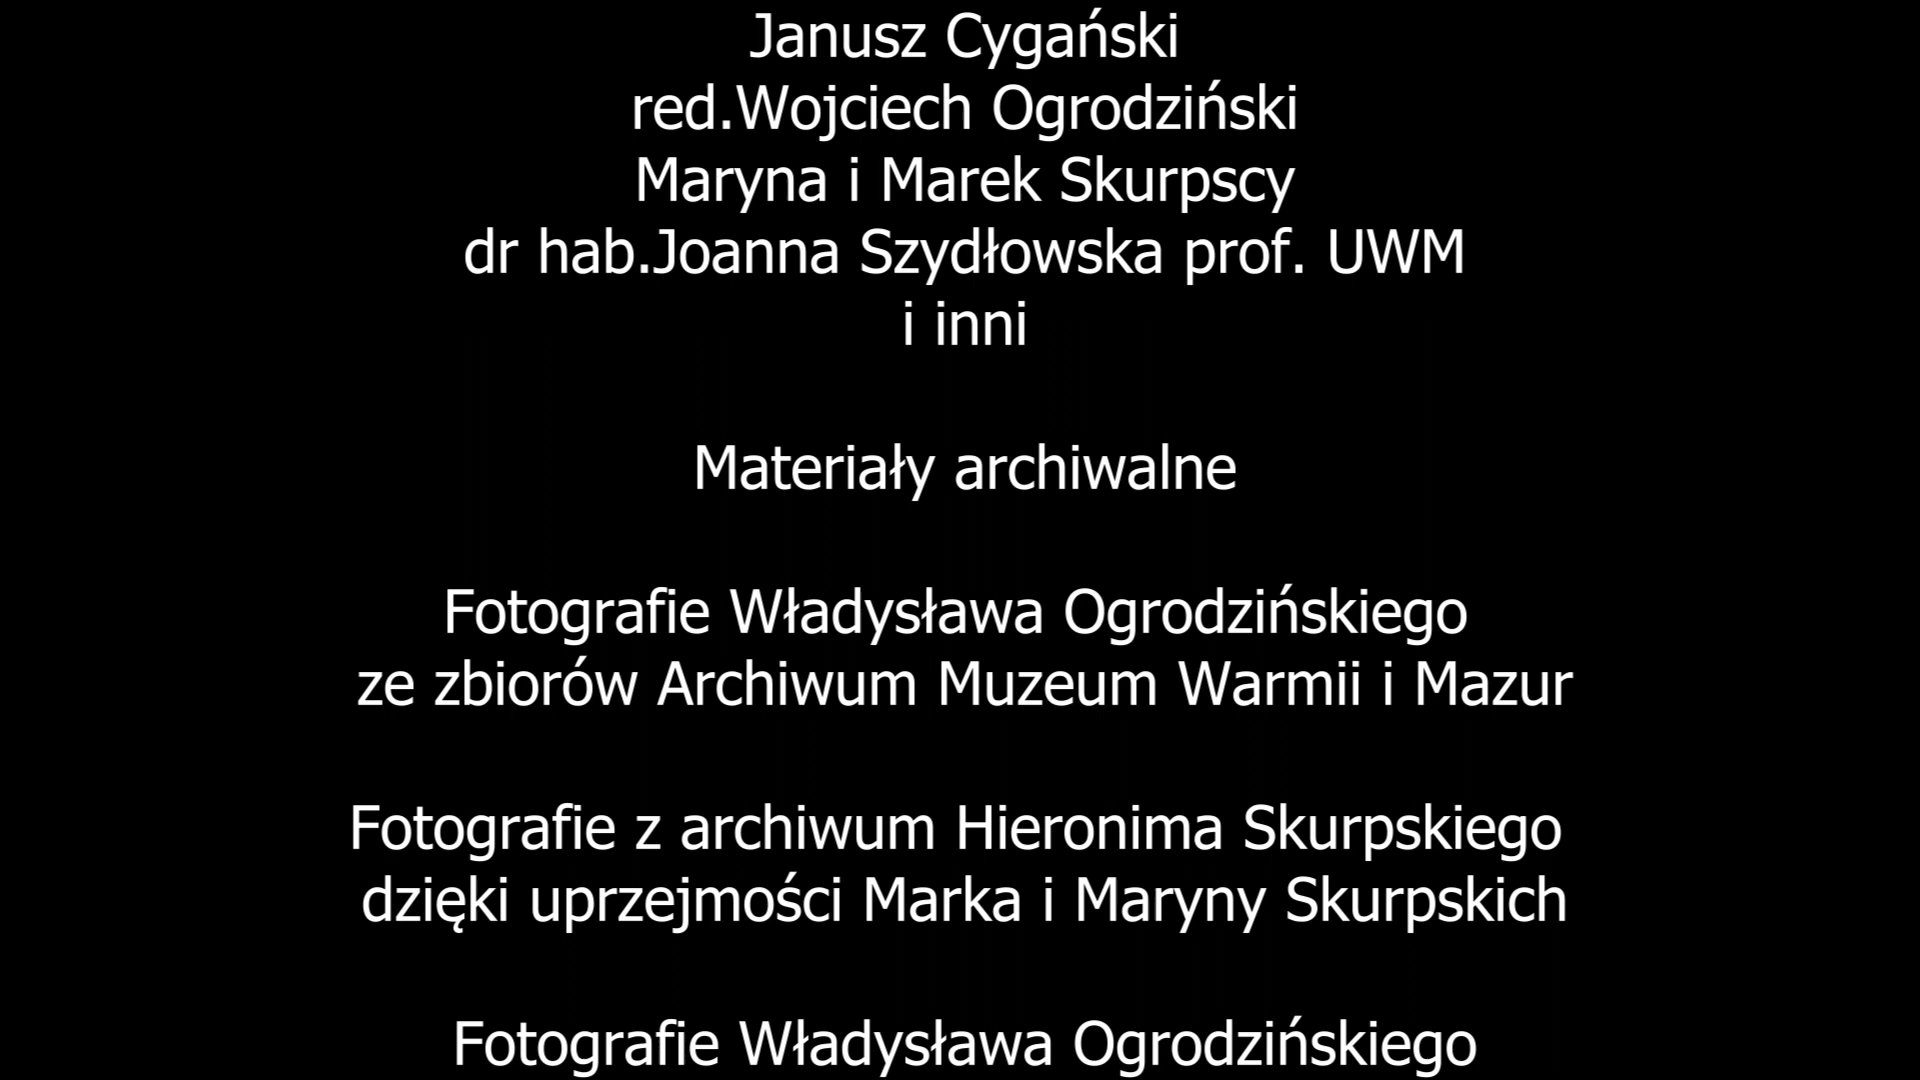 Janusz Cygański
red.Wojciech Ogrodziński
Maryna i Marek Skurpscy
dr hab.Joanna Szydłowska prof. UWM
i inni
Materiały archiwalne
Fotografie Władysława Ogrodzińskiego
ze zbiorów Archiwum Muzeum Warmii i Mazur
Fotografie z archiwum Hieronima Skurpskiego
dzięki uprzejmości Marka i Maryny Skurpskich
Fotografie Władysława Ogrodzińskiego